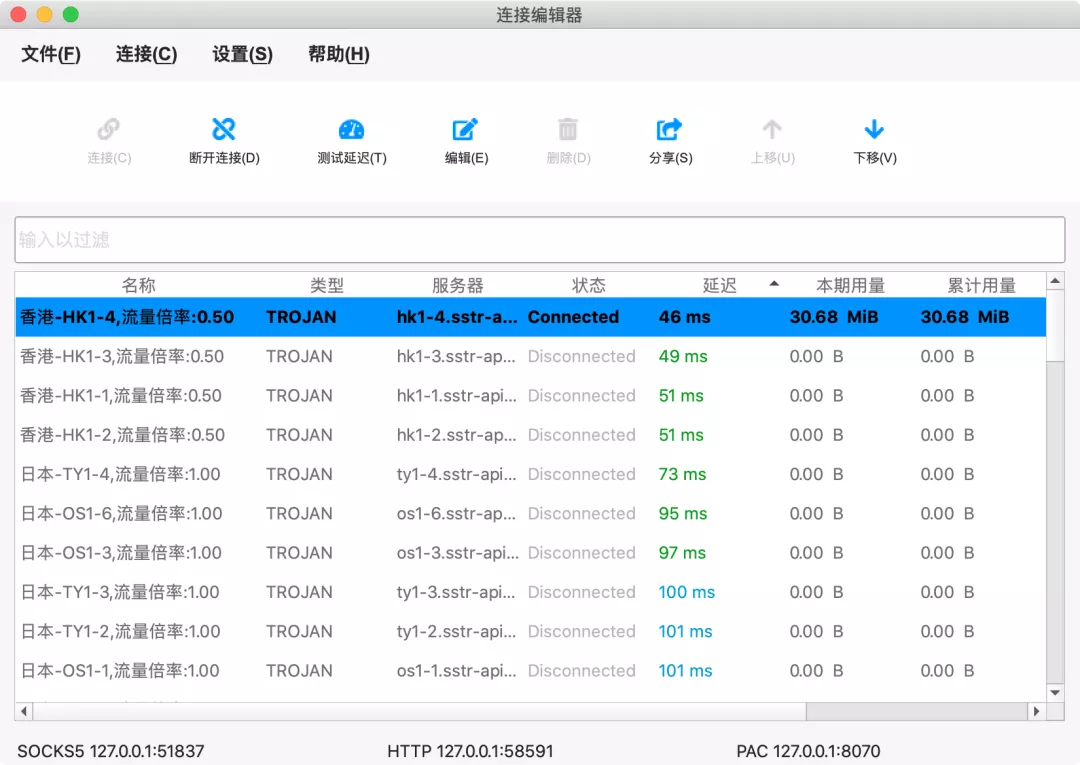 连接编辑器
文件(F) 连接(C) 设置(S) 帮助(H)
连接(C) 断开连接(D) 测试延迟(T) 编辑(E) 删除(D) 分享(S) 上移(U) 下移(V)
输入以过滤
名称 类型 服务器 状态 延迟 本期用量 累计用量
香港-HK1-4,流量倍率:0.50 TROJAN hk1-4.sstr-a... Connected 46 ms 30.68 MiB 30.68 MiB
香港-HK1-3,流量倍率:0.50 TROJAN hk1-3.sstr-ap... Disconnected 49 ms 0.00 B 0.00 B
香港-HK1-1,流量倍率:0.50 TROJAN hk1-1.sstr-api... Disconnected 51 ms 0.00 B 0.00 B
香港-HK1-2,流量倍率:0.50 TROJAN hk1-2.sstr-ap... Disconnected 51 ms 0.00 B 0.00 B
日本-TY1-4,流量倍率:1.00 TROJAN ty1-4.sstr-api... Disconnected 73 ms 0.00 B 0.00 B
日本-OS1-6,流量倍率:1.00 TROJAN os1-6.sstr-ap... Disconnected 95 ms 0.00 B 0.00 B
日本-OS1-3,流量倍率:1.00 TROJAN os1-3.sstr-api... Disconnected 97 ms 0.00 B 0.00 B
日本-TY1-3,流量倍率:1.00 TROJAN ty1-3.sstr-api... Disconnected 100 ms 0.00 B 0.00 B
日本-TY1-2,流量倍率:1.00 TROJAN ty1-2.sstr-api... Disconnected 101 ms 0.00 B 0.00 B
日本-OS1-1,流量倍率:1.00 TROJAN os1-1.sstr-api... Disconnected 101 ms 0.00 B 0.00 B
SOCKS5 127.0.0.1:51837 HTTP 127.0.0.1:58591 PAC 127.0.0.1:8070